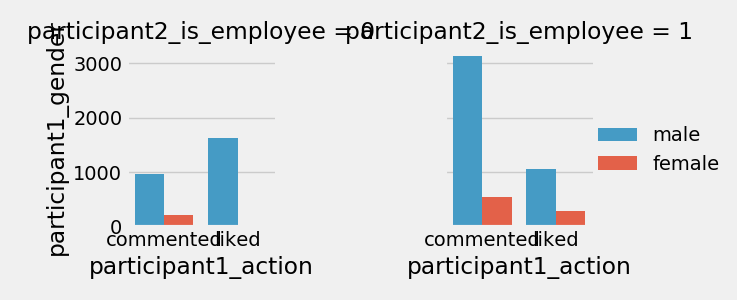 participant2_is_employee = 0
participant2_is_employee = 1
participant1_gender
3000
2000
1000
0
commented
liked
commented
liked
participant1_action
participant1_action
male
female